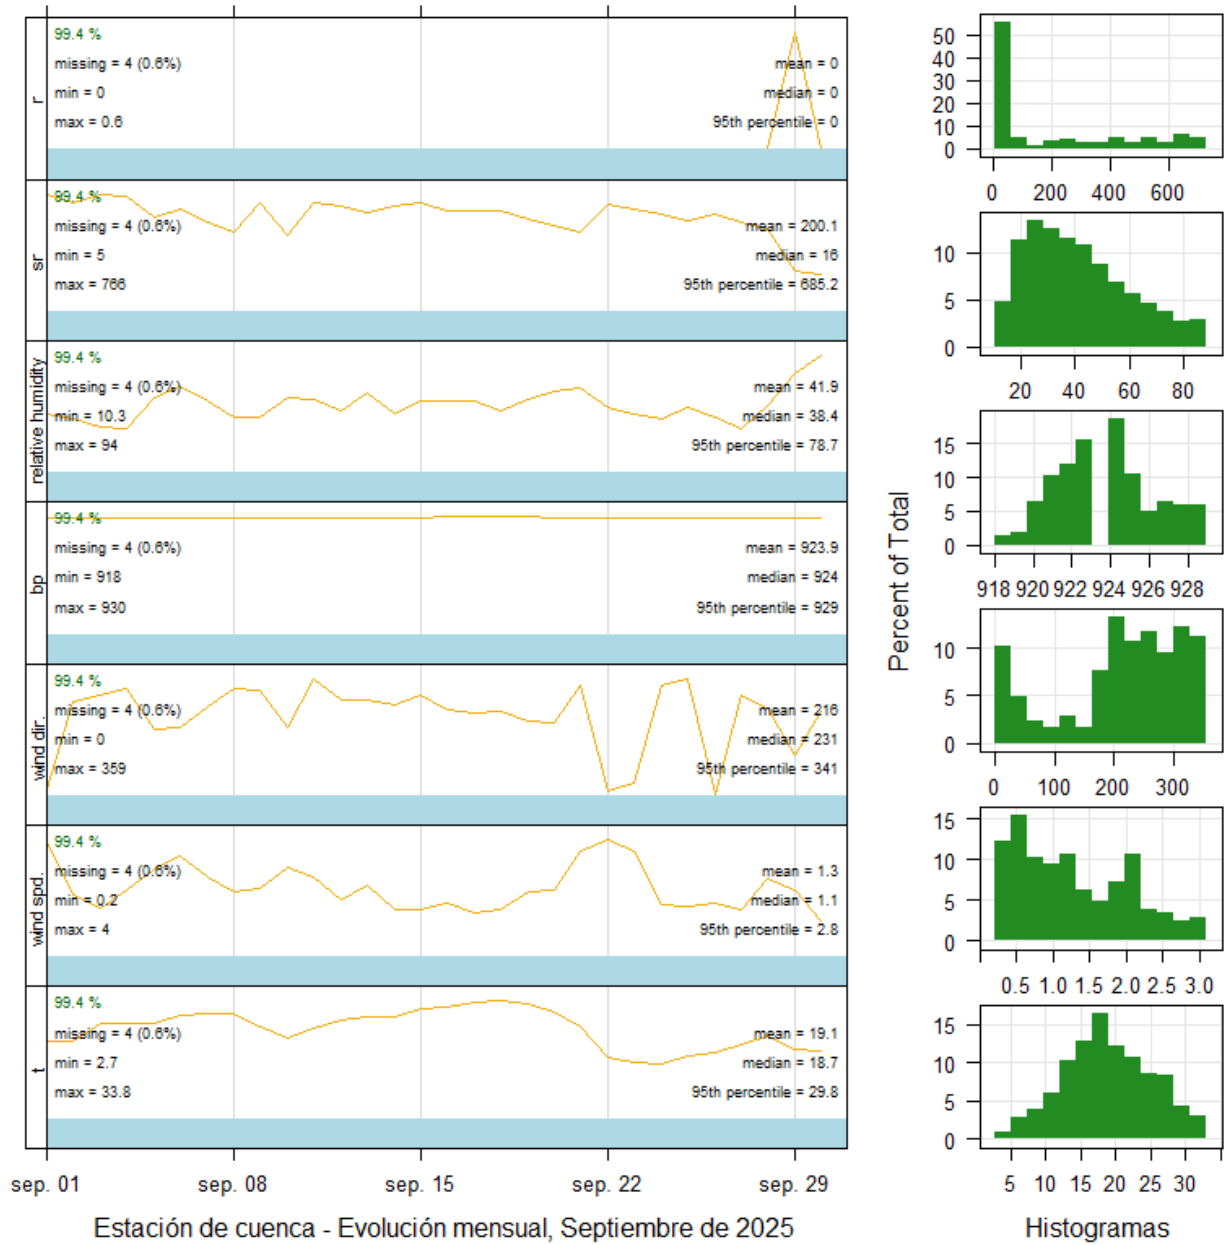 r
99.4 %
missing = 4 (0.6%)
min = 0
max = 0.6
mean = 0
median = 0
95th percentile = 0
sr
99.4 %
missing = 4 (0.6%)
min = 5
max = 766
mean = 200.1
median = 16
95th percentile = 685.2
relative humidity
99.4 %
missing = 4 (0.6%)
min = 10.3
max = 94
mean = 41.9
median = 38.4
95th percentile = 78.7
bp
99.4 %
missing = 4 (0.6%)
min = 918
max = 930
mean = 923.9
median = 924
95th percentile = 929
wind dir.
99.4 %
missing = 4 (0.6%)
min = 0
max = 359
mean = 216
median = 231
95th percentile = 341
wind spd.
99.4 %
missing = 4 (0.6%)
min = 0.2
max = 4
mean = 1.3
median = 1.1
95th percentile = 2.8
t
99.4 %
missing = 4 (0.6%)
min = 2.7
max = 33.8
mean = 19.1
median = 18.7
95th percentile = 29.8
sep. 01 sep. 08 sep. 15 sep. 22 sep. 29
Estación de cuenca - Evolución mensual, Septiembre de 2025
Percent of Total
50
40
30
20
10
0
0 200 400 600
10
5
0
20 40 60 80
15
10
5
0
918 920 922 924 926 928
10
5
0
0 100 200 300
15
10
5
0
0.5 1.0 1.5 2.0 2.5 3.0
15
10
5
0
5 10 15 20 25 30
Histogramas